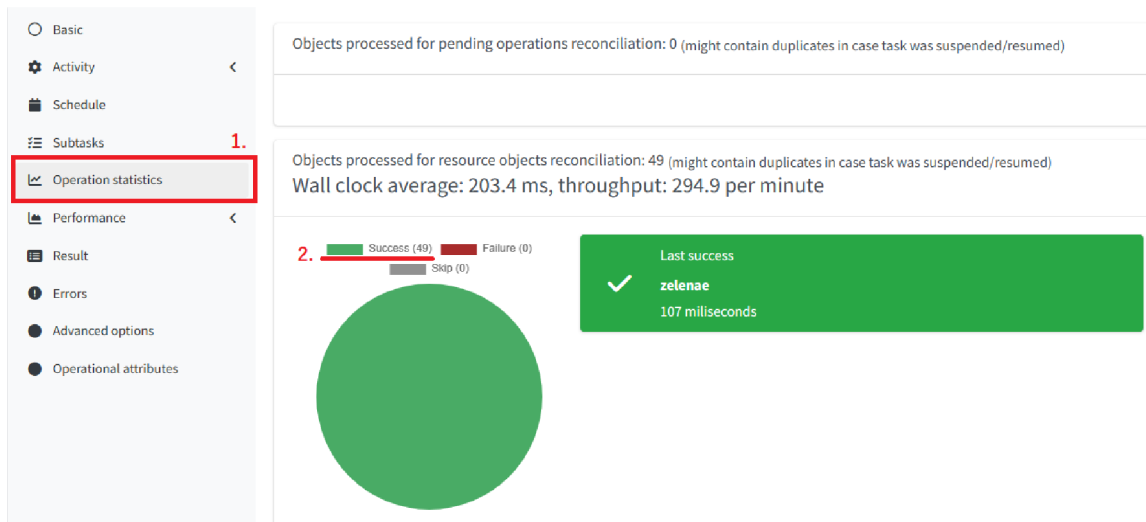 Basic
Activity
Schedule
Subtasks
1.
Operation statistics
Performance
Result
Errors
Advanced options
Operational attributes
Objects processed for pending operations reconciliation: 0 (might contain duplicates in case task was suspended/resumed)
Objects processed for resource objects reconciliation: 49 (might contain duplicates in case task was suspended/resumed)
Wall clock average: 203.4 ms, throughput: 294.9 per minute
2.
Success (49) Failure (0)
Skip (0)
Last success
zelenae
107 miliseconds